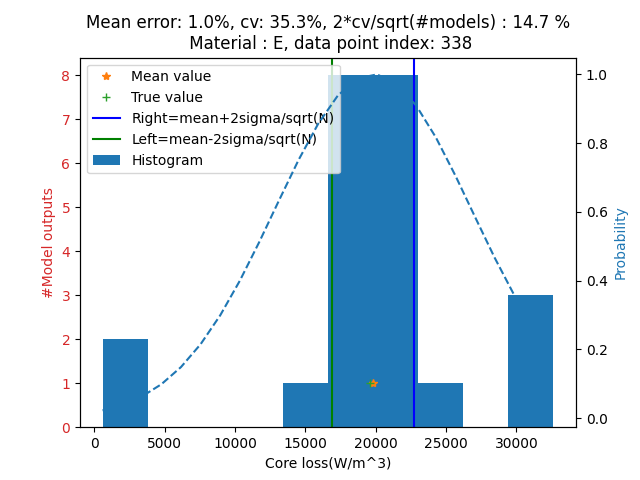 Mean error: 1.0%, cv: 35.3%, 2*cv/sqrt(#models) : 14.7 %
Material : E, data point index: 338
Mean value
True value
Right=mean+2sigma/sqrt(N)
Left=mean-2sigma/sqrt(N)
Histogram
#Model outputs
8
7
6
5
4
3
2
1
0
1.0
0.8
0.6
0.4
0.2
0.0
Probability
0 5000 10000 15000 20000 25000 30000
Core loss(W/m^3)